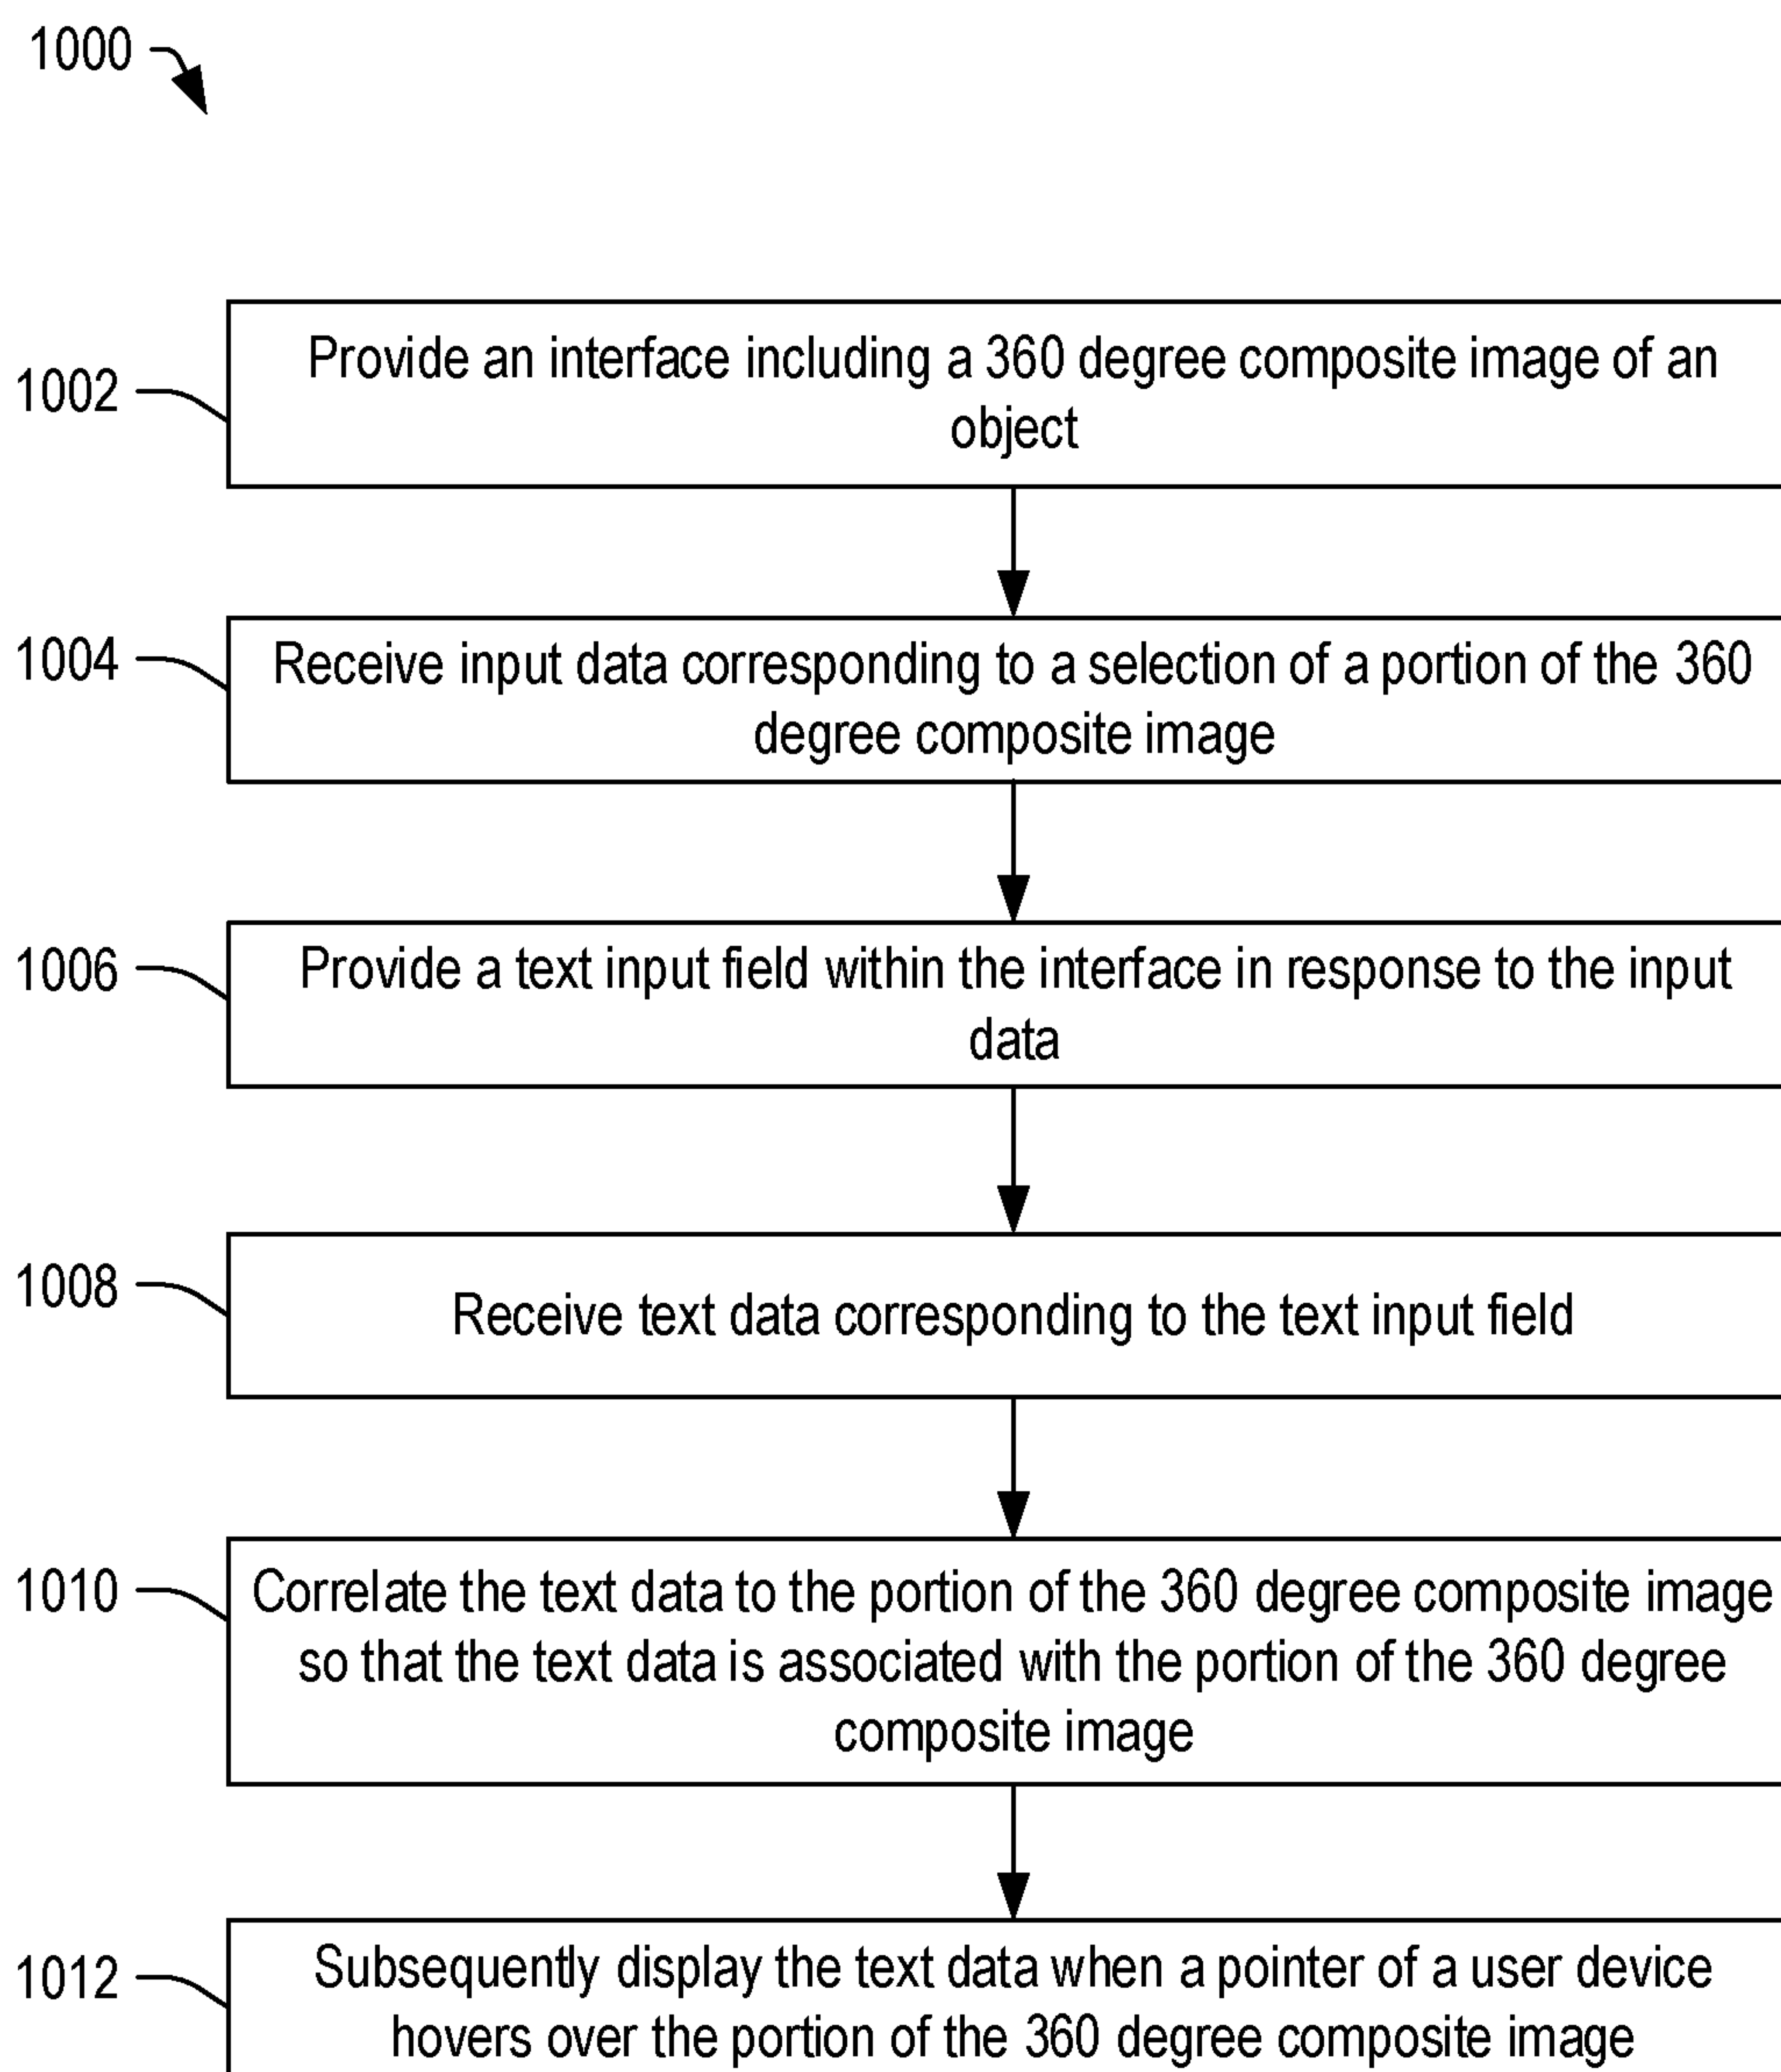 1000
1002
Provide an interface including a 360 degree composite image of an
object
1004
Receive input data corresponding to a selection of a portion of the 360
degree composite image
1006
Provide a text input field within the interface in response to the input
data
1008
Receive text data corresponding to the text input field
1010
Correlate the text data to the portion of the 360 degree composite image
so that the text data is associated with the portion of the 360 degree
composite image
1012
Subsequently display the text data when a pointer of a user device
hovers over the portion of the 360 degree composite image